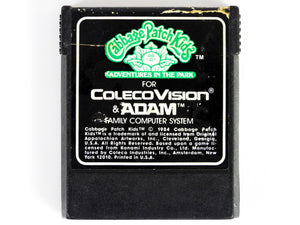 Cabbage Patch Kids™
ADVENTURES IN THE PARK
FOR
COLECOVISION®
& ADAM™
FAMILY COMPUTER SYSTEM
Cabbage Patch Kids™ © 1984 Cabbage Patch
Kids™ is a trademark of and licensed from Original
Appalachian Artworks, Inc., Cleveland, Georgia,
U.S.A. All Rights Reserved. Based upon a game li-
censed from Konami Industry Co., Ltd. Manufac-
tured by Coleco Industries, Inc., Amsterdam, New
York 12010. Printed in U.S.A.